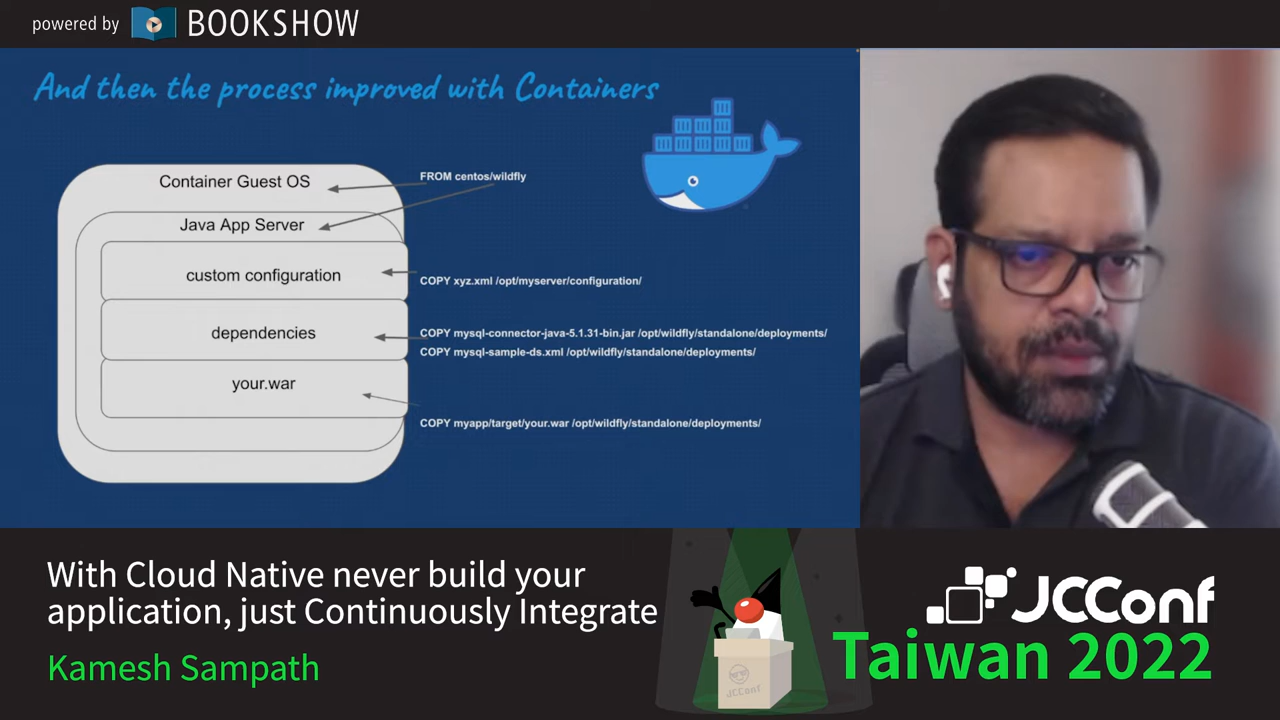 powered by BOOKSHOW
And then the process improved with Containers
Container Guest OS
FROM centos/wildfly
Java App Server
custom configuration
COPY xyz.xml /opt/myserver/configuration/
dependencies
COPY mysql-connector-java-5.1.31-bin.jar /opt/wildfly/standalone/deployments/
COPY mysql-sample-ds.xml /opt/wildfly/standalone/deployments/
your.war
COPY myapp/target/your.war /opt/wildfly/standalone/deployments/
With Cloud Native never build your
application, just Continuously Integrate
Kamesh Sampath
JCConf
JCConf
Taiwan 2022